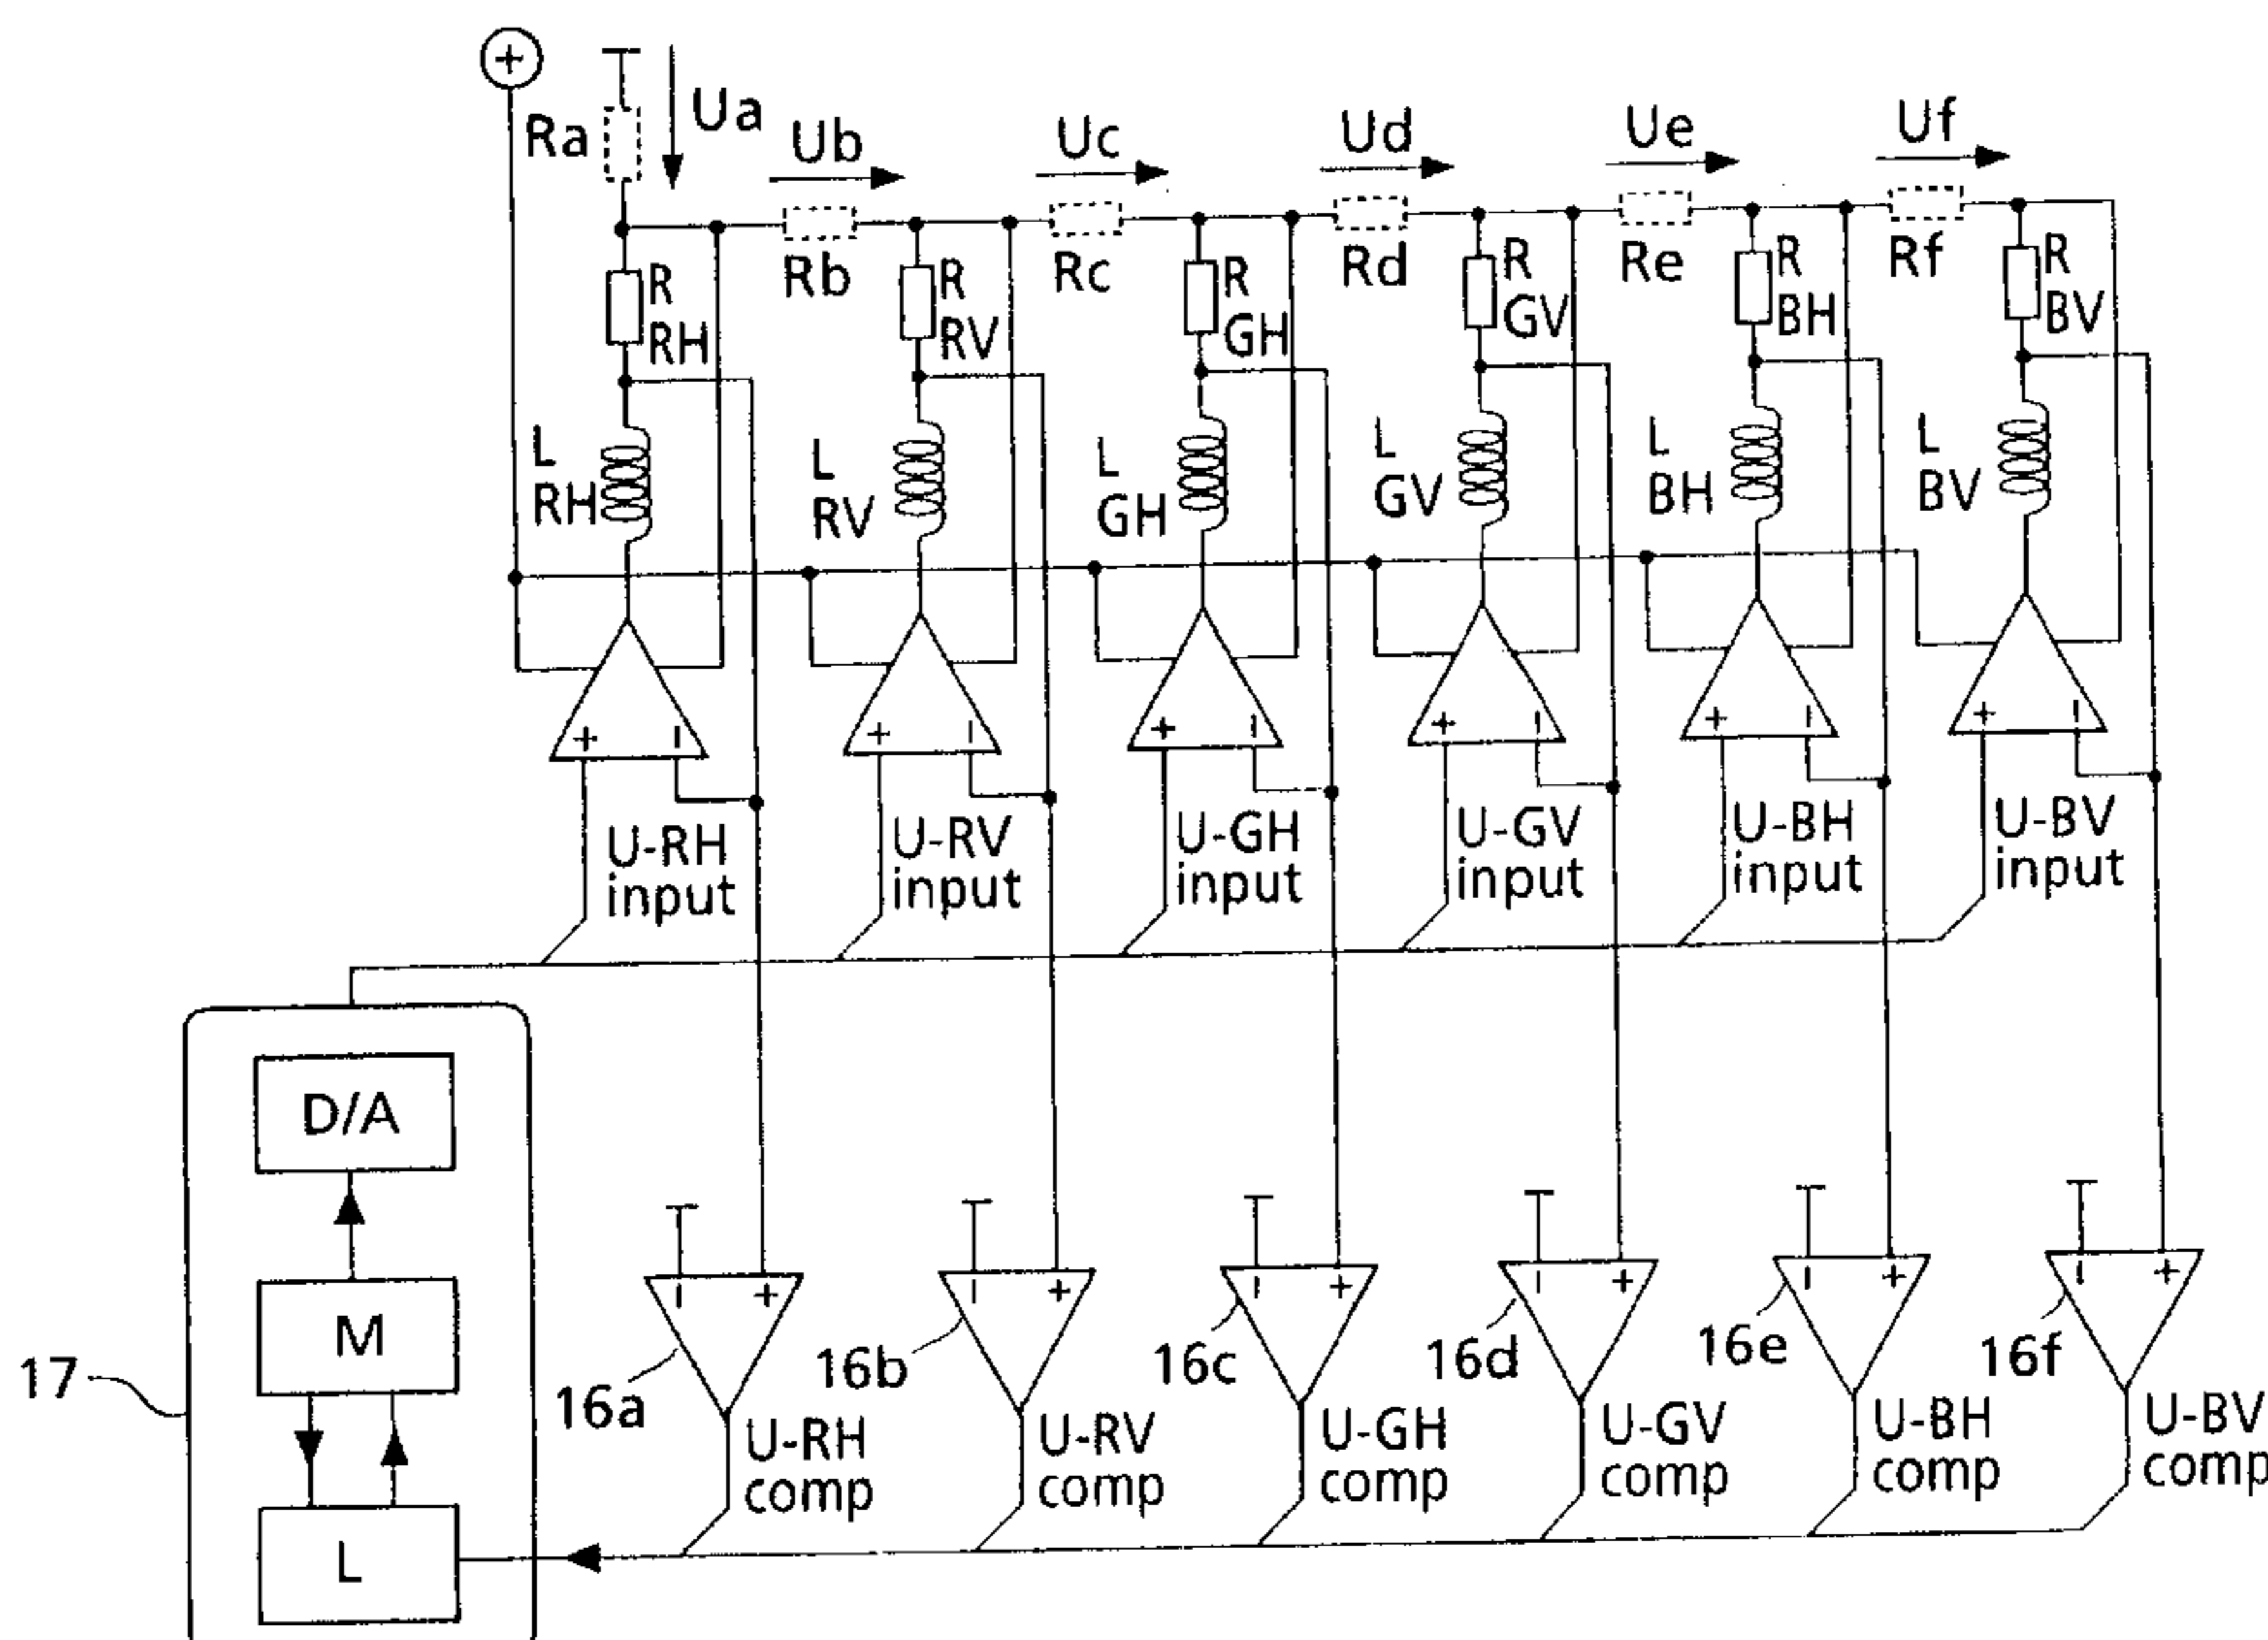 +
Ra
Ua
Ub
Uc
Ud
Ue
Uf
Rb
Rc
Rd
Re
Rf
R
RH
R
RV
R
GH
R
GV
R
BH
R
BV
L
RH
L
RV
L
GH
L
GV
L
BH
L
BV
+ -
+ -
+ -
+ -
+ -
+ -
U-RH
input
U-RV
input
U-GH
input
U-GV
input
U-BH
input
U-BV
input
D/A
M
L
17
- +
- +
- +
- +
- +
- +
16a
16b
16c
16d
16e
16f
U-RH
comp
U-RV
comp
U-GH
comp
U-GV
comp
U-BH
comp
U-BV
comp